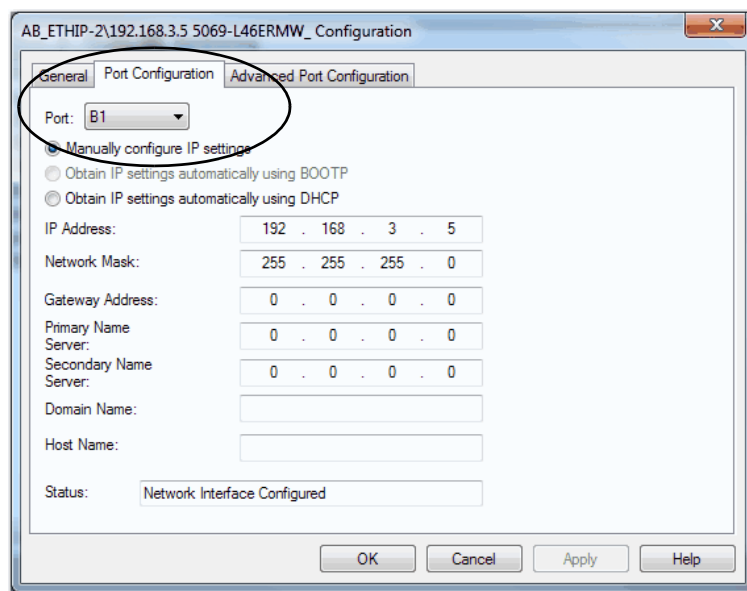 AB_ETHIP-2\192.168.3.5 5069-L46ERMW_ Configuration
General Port Configuration Advanced Port Configuration
Port: B1
Manually configure IP settings
Obtain IP settings automatically using BOOTP
Obtain IP settings automatically using DHCP
IP Address: 192 . 168 . 3 . 5
Network Mask: 255 . 255 . 255 . 0
Gateway Address: 0 . 0 . 0 . 0
Primary Name
Server: 0 . 0 . 0 . 0
Secondary Name
Server: 0 . 0 . 0 . 0
Domain Name:
Host Name:
Status: Network Interface Configured
OK Cancel Apply Help